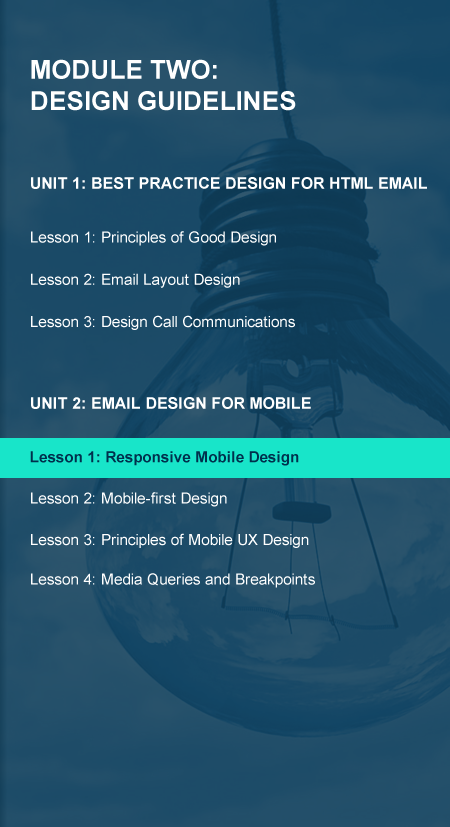 MODULE TWO:
DESIGN GUIDELINES
UNIT 1: BEST PRACTICE DESIGN FOR HTML EMAIL
Lesson 1: Principles of Good Design
Lesson 2: Email Layout Design
Lesson 3: Design Call Communications
UNIT 2: EMAIL DESIGN FOR MOBILE
Lesson 1: Responsive Mobile Design
Lesson 2: Mobile-first Design
Lesson 3: Principles of Mobile UX Design
Lesson 4: Media Queries and Breakpoints